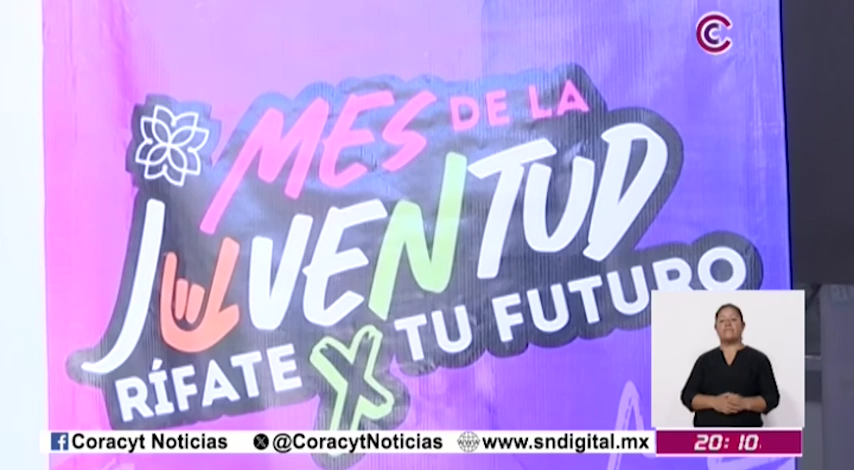 MES DE LA
JUVENTUD
RÍFATE X TU FUTURO
Coracyt Noticias @CoracytNoticias www.sndigital.mx 20:10